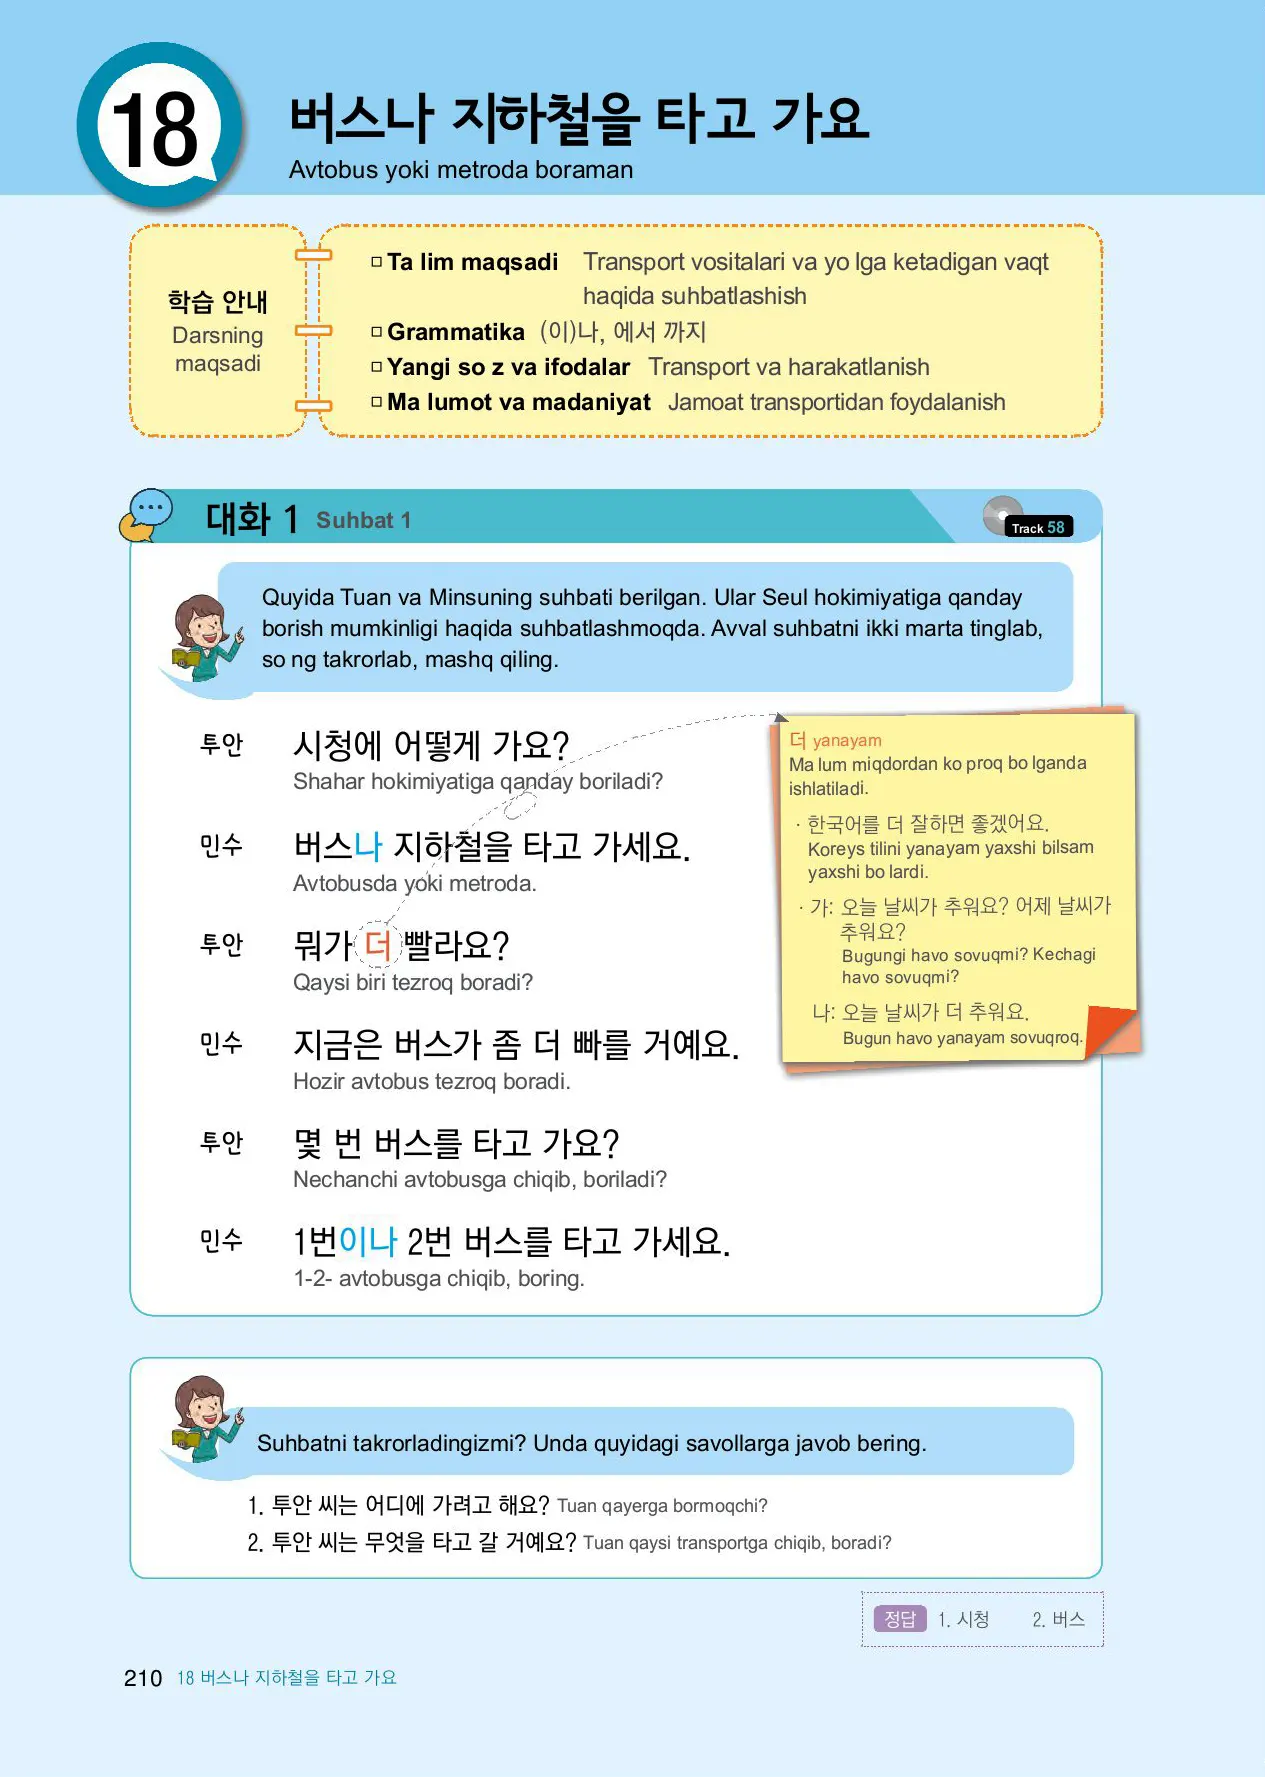 18
버스나 지하철을 타고 가요
Avtobus yoki metroda boraman
학습 안내
Darsning
maqsadi
Ta lim maqsadi Transport vositalari va yo lga ketadigan vaqt
haqida suhbatlashish
Grammatika (이)나, 에서 까지
Yangi so z va ifodalar Transport va harakatlanish
Ma lumot va madaniyat Jamoat transportidan foydalanish
대화 1 Suhbat 1
Track 58
Quyida Tuan va Minsuning suhbati berilgan. Ular Seul hokimiyatiga qanday
borish mumkinligi haqida suhbatlashmoqda. Avval suhbatni ikki marta tinglab,
so ng takrorlab, mashq qiling.
투안 시청에 어떻게 가요?
Shahar hokimiyatiga qanday boriladi?
민수 버스나 지하철을 타고 가세요.
Avtobusda yoki metroda.
투안 뭐가 더 빨라요?
Qaysi biri tezroq boradi?
민수 지금은 버스가 좀 더 빠를 거예요.
Hozir avtobus tezroq boradi.
투안 몇 번 버스를 타고 가요?
Nechanchi avtobusga chiqib, boriladi?
민수 1번이나 2번 버스를 타고 가세요.
1-2- avtobusga chiqib, boring.
더 yanayam
Ma lum miqdordan ko proq bo lganda
ishlatiladi.
· 한국어를 더 잘하면 좋겠어요.
Koreys tilini yanayam yaxshi bilsam
yaxshi bo lardi.
· 가: 오늘 날씨가 추워요? 어제 날씨가
추워요?
Bugungi havo sovuqmi? Kechagi
havo sovuqmi?
나: 오늘 날씨가 더 추워요.
Bugun havo yanayam sovuqroq.
Suhbatni takrorladingizmi? Unda quyidagi savollarga javob bering.
1. 투안 씨는 어디에 가려고 해요? Tuan qayerga bormoqchi?
2. 투안 씨는 무엇을 타고 갈 거예요? Tuan qaysi transportga chiqib, boradi?
정답 1. 시청 2. 버스
210 18 버스나 지하철을 타고 가요